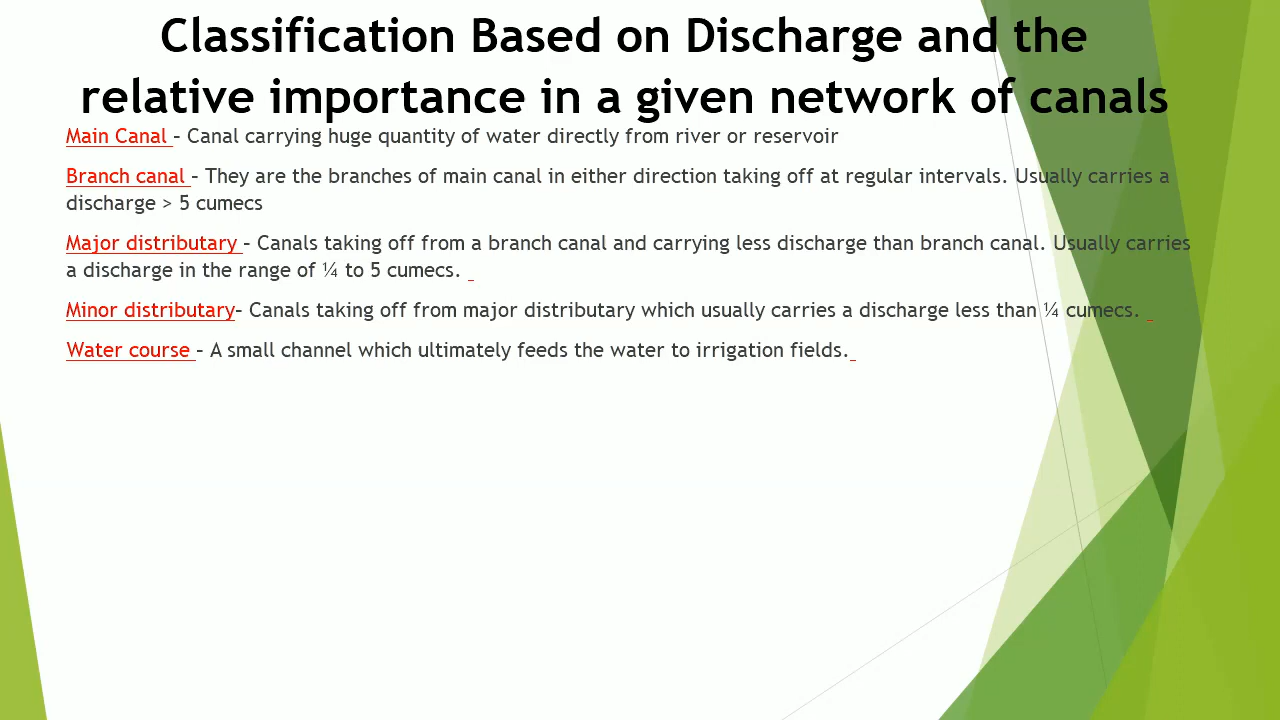 Classification Based on Discharge and the
relative importance in a given network of canals
Main Canal – Canal carrying huge quantity of water directly from river or reservoir
Branch canal – They are the branches of main canal in either direction taking off at regular intervals. Usually carries a
discharge > 5 cumecs
Major distributary – Canals taking off from a branch canal and carrying less discharge than branch canal. Usually carries
a discharge in the range of ¼ to 5 cumecs.
Minor distributary– Canals taking off from major distributary which usually carries a discharge less than ¼ cumecs.
Water course – A small channel which ultimately feeds the water to irrigation fields.